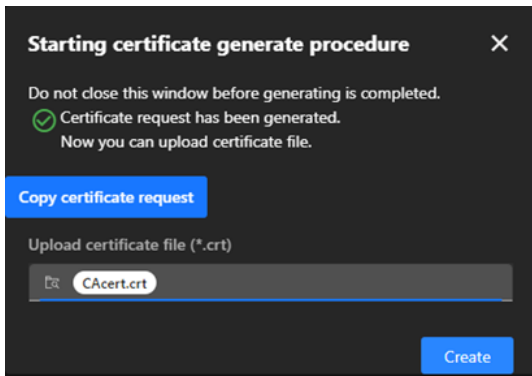 Starting certificate generate procedure
Do not close this window before generating is completed.
Certificate request has been generated.
Now you can upload certificate file.
Copy certificate request
Upload certificate file (*.crt)
CAcert.crt
Create